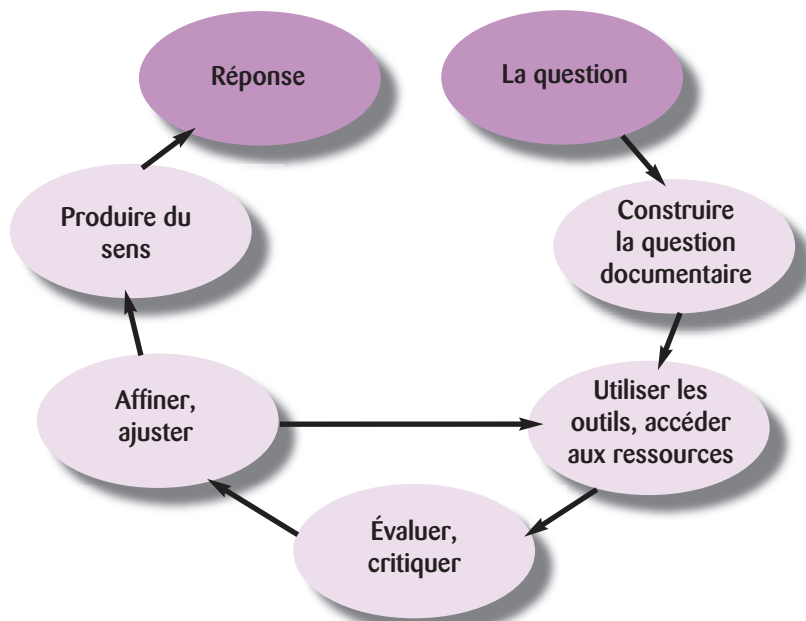 Réponse
La question
Construire
la question
documentaire
Utiliser les
outils, accéder
aux ressources
Évaluer,
critiquer
Affiner,
ajuster
Produire du
sens